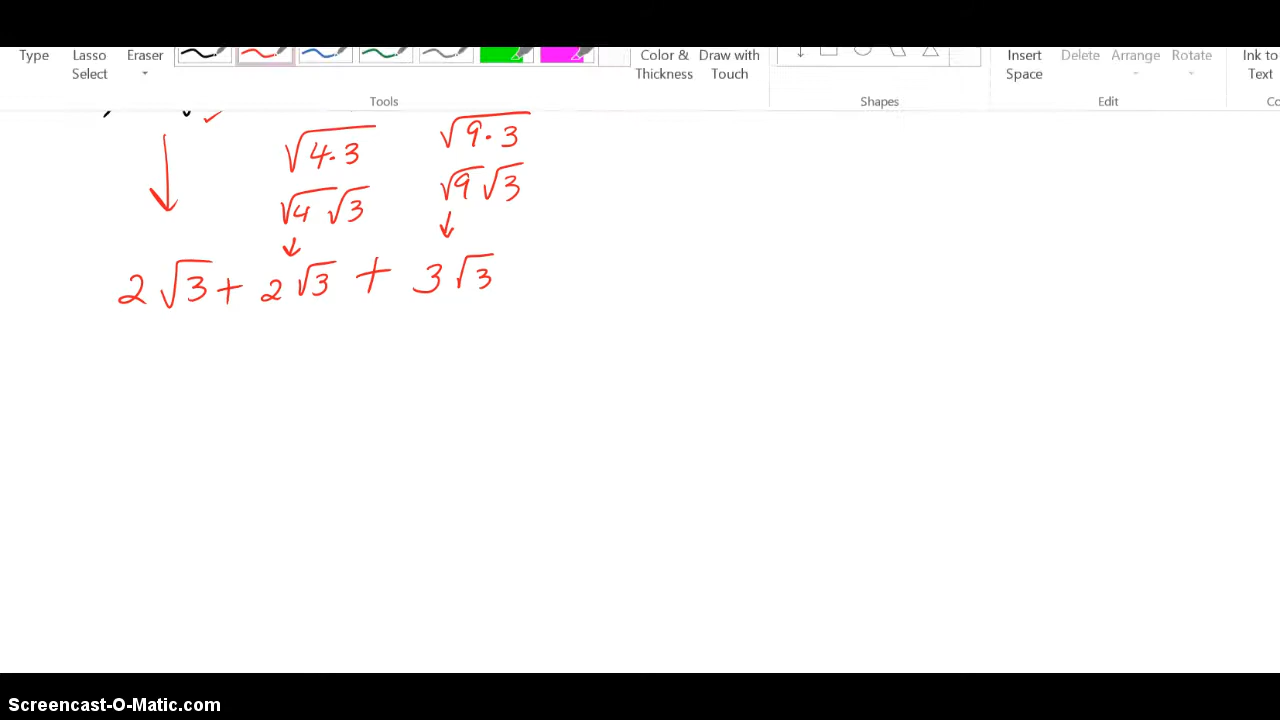 Type Lasso Select Eraser Color & Thickness Draw with Touch Insert Space Delete Arrange Rotate Ink to Text
Tools Shapes Edit Co
√4·3 √9·3
√4 √3 √9 √3
2√3 + 2√3 + 3√3
Screencast-O-Matic.com